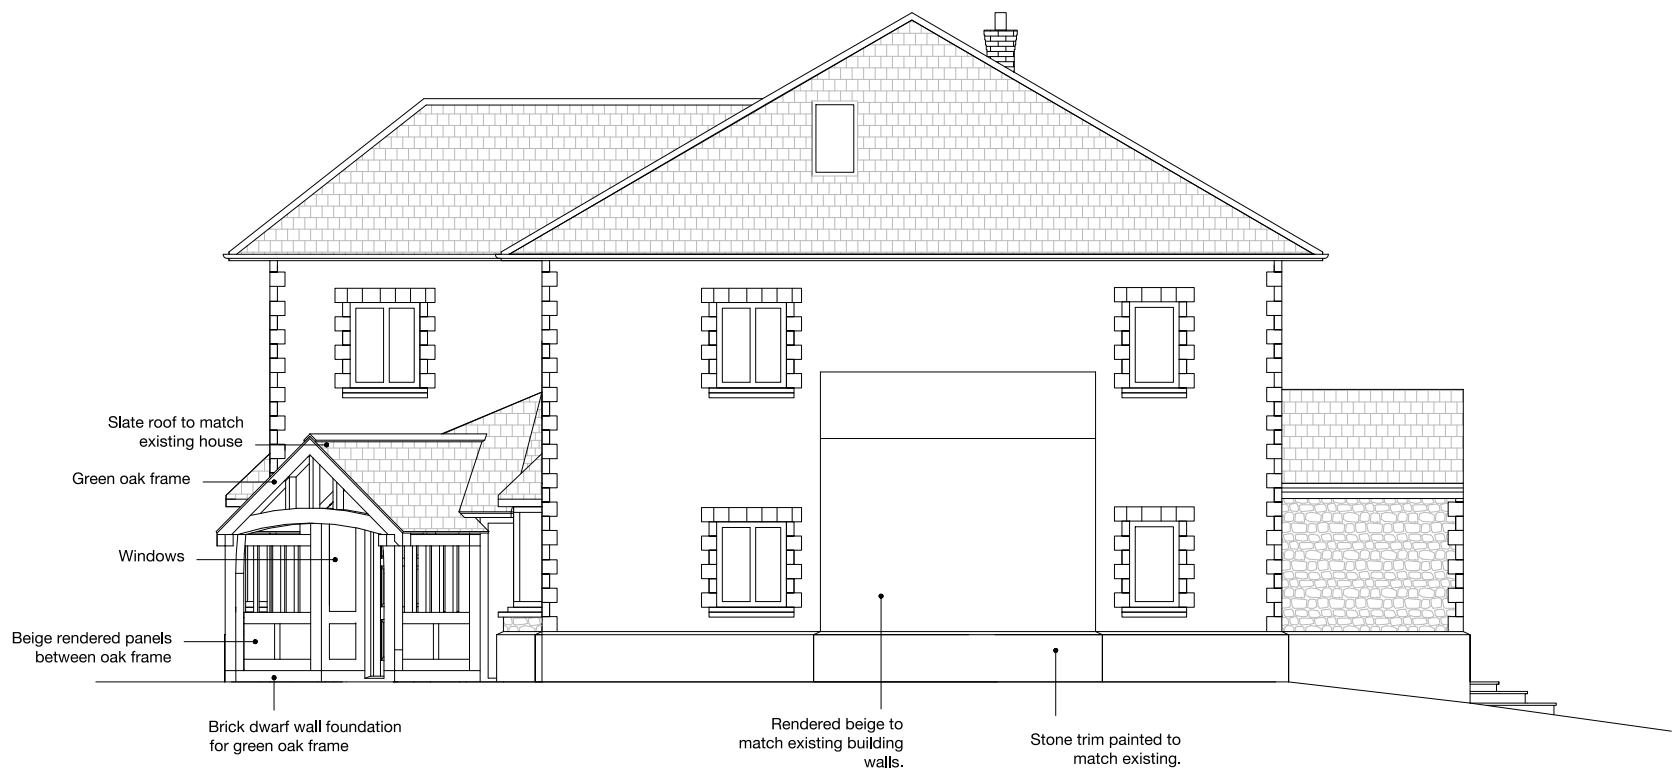 Slate roof to match
existing house
Green oak frame
Windows
Beige rendered panels
between oak frame
Brick dwarf wall foundation
for green oak frame
Rendered beige to
match existing building
walls.
Stone trim painted to
match existing.